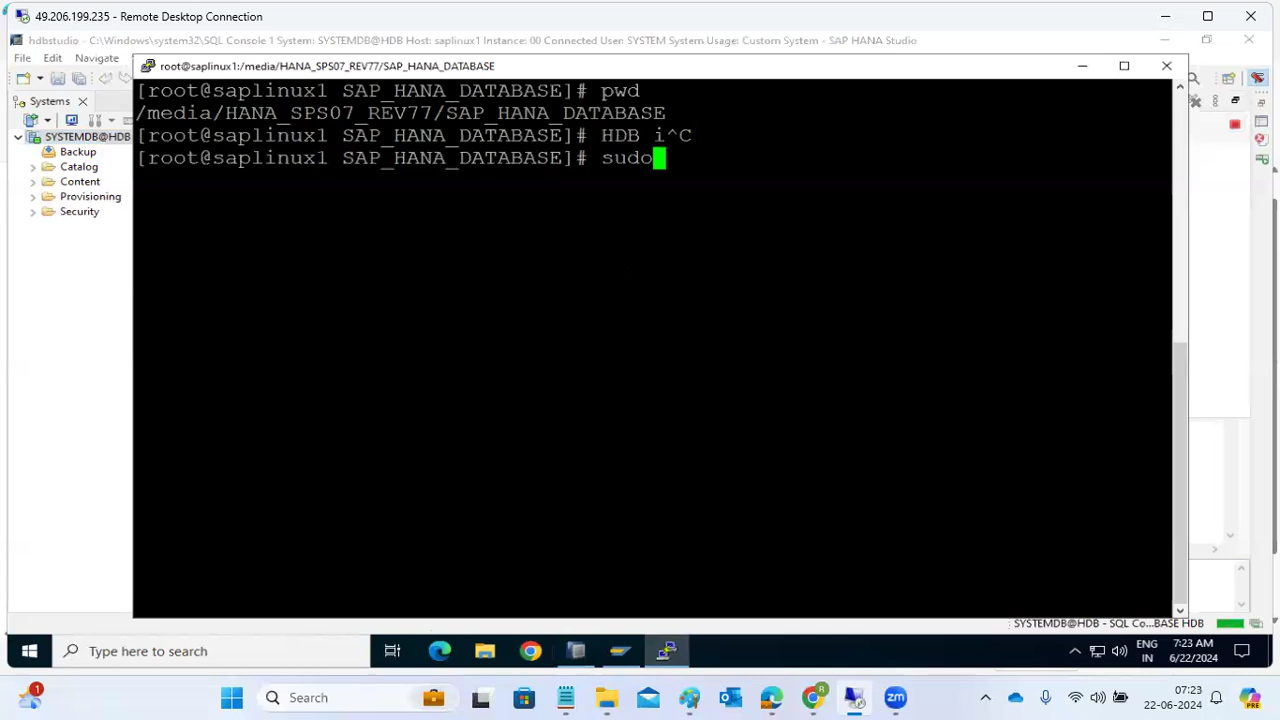 49.206.199.235 - Remote Desktop Connection
hdbstudio - C:\Windows\system32\SQL Console 1 System: SYSTEMDB@HDB Host: saplinux1 Instance: 00 Connected User: SYSTEM System Usage: Custom System - SAP HANA Studio
File Edit Navigate
root@saplinux1:/media/HANA_SPS07_REV77/SAP_HANA_DATABASE
Systems
SYSTEMDB@HDB
Backup
Catalog
Content
Provisioning
Security
[root@saplinux1 SAP_HANA_DATABASE]# pwd
/media/HANA_SPS07_REV77/SAP_HANA_DATABASE
[root@saplinux1 SAP_HANA_DATABASE]# HDB i^C
[root@saplinux1 SAP_HANA_DATABASE]# sudo
SYSTEMDB@HDB - SQL Co...BASE HDB
Type here to search
ENG
IN
7:23 AM
6/22/2024
1
Search
R
zm
07:23
22-06-2024
PRE